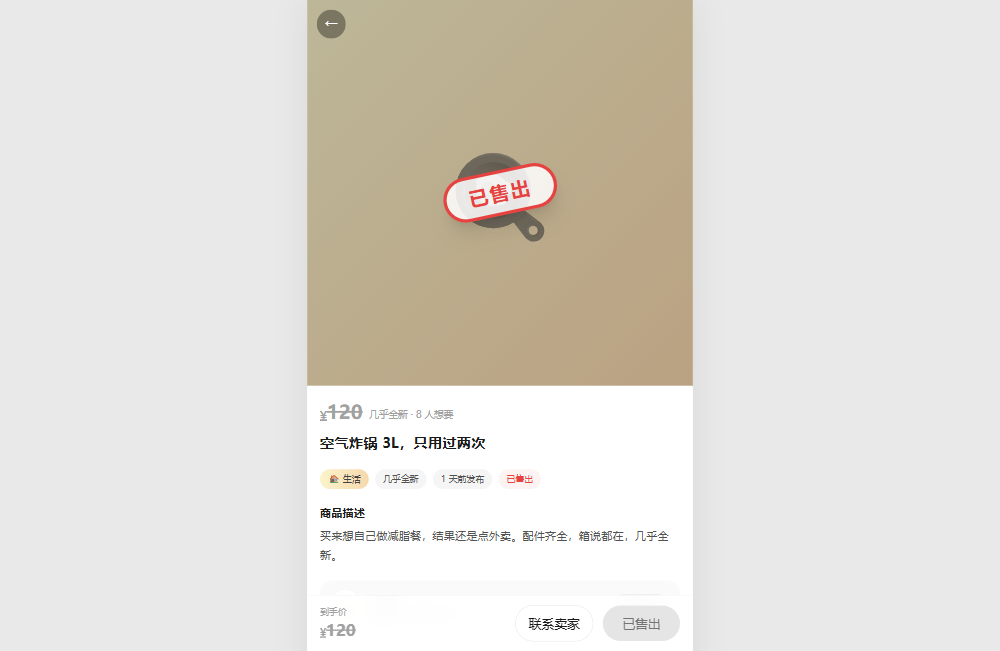 ←
已售出
¥120 几乎全新 · 8 人想要
空气炸锅 3L，只用过两次
🏠 生活 几乎全新 1 天前发布 已售出
商品描述
买来想自己做减脂餐，结果还是点外卖。配件齐全，箱说都在，几乎全
新。
到手价
¥120
联系卖家 已售出